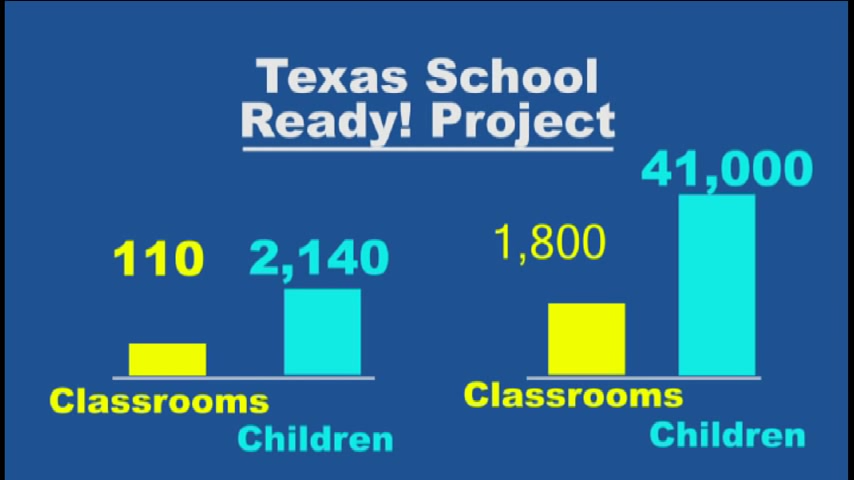 Texas School
Ready! Project
110
2,140
Classrooms
Children
1,800
41,000
Classrooms
Children